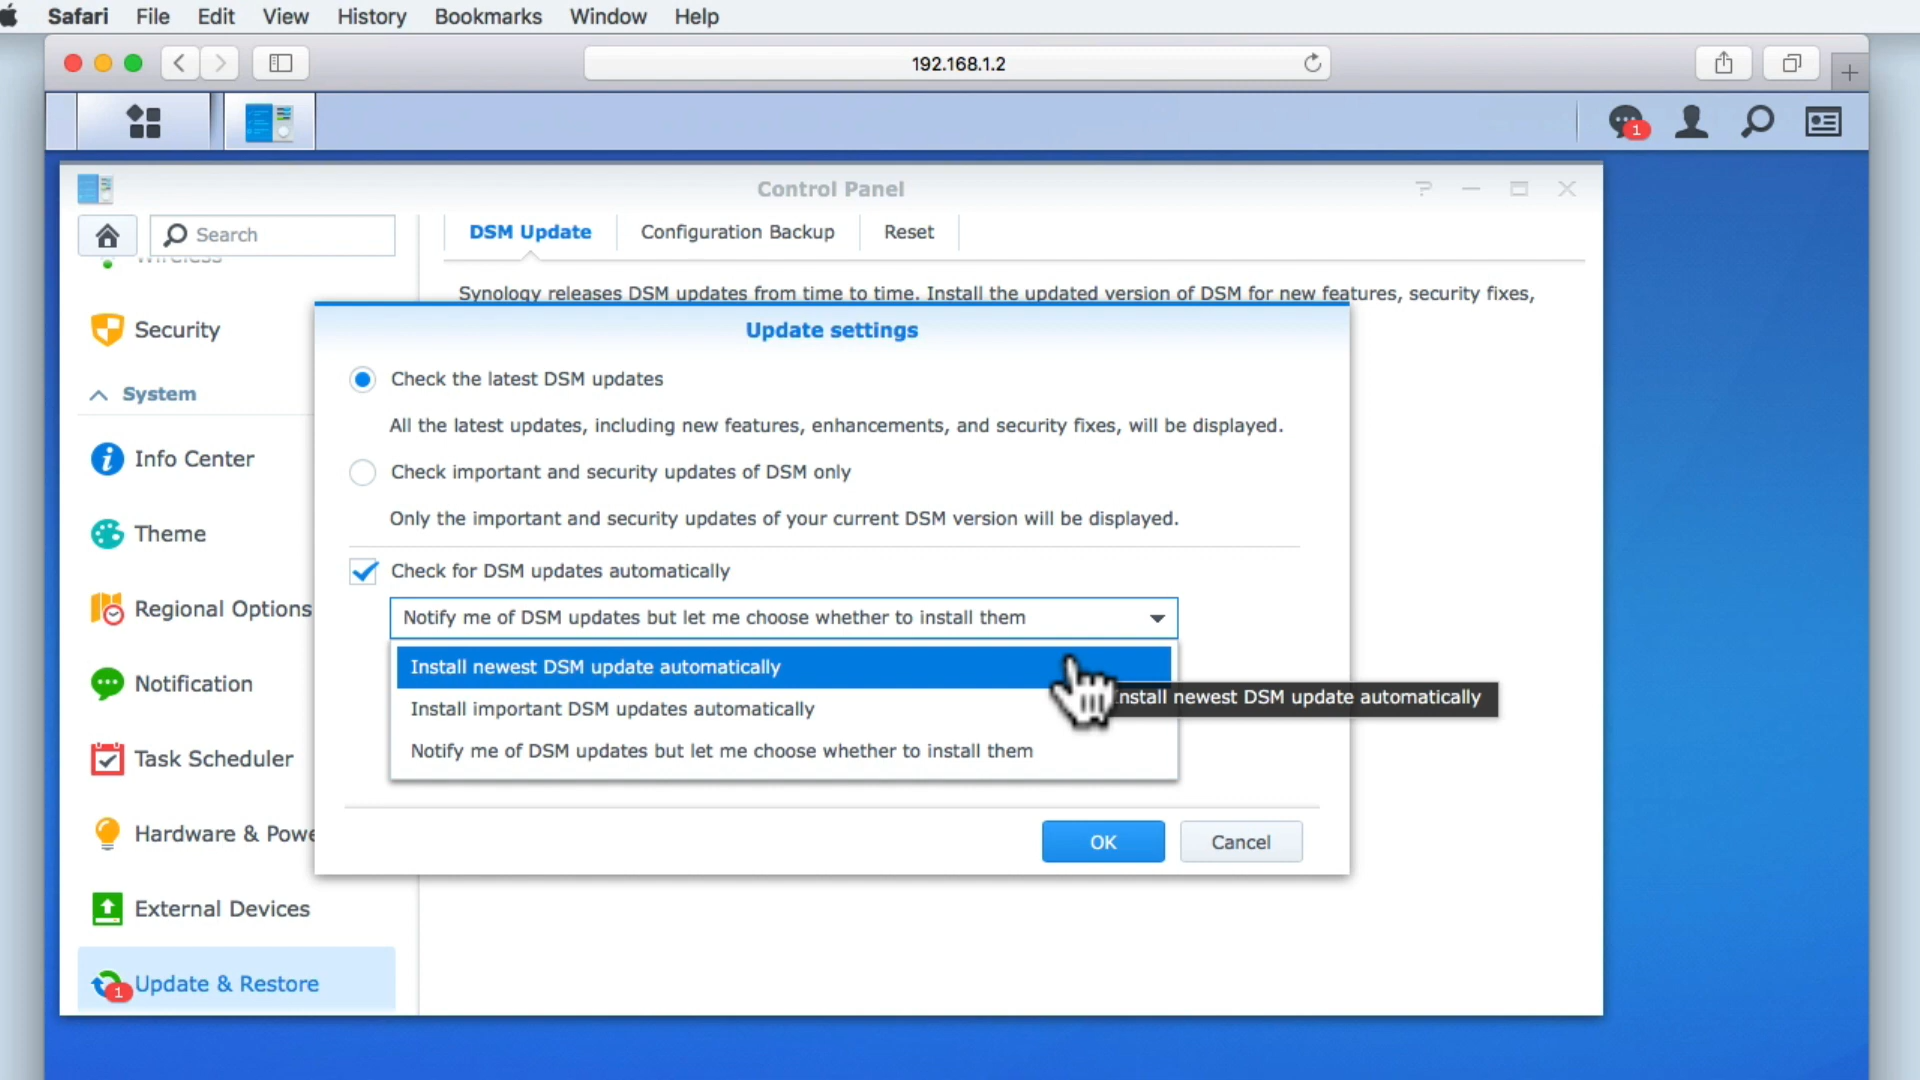 Safari File Edit View History Bookmarks Window Help
192.168.1.2
1
Control Panel
Search
DSM Update Configuration Backup Reset
Wireless
Synology releases DSM updates from time to time. Install the updated version of DSM for new features, security fixes,
Security
System
Info Center
Theme
Regional Options
Notification
Task Scheduler
Hardware & Powe
External Devices
Update & Restore
1
Update settings
Check the latest DSM updates
All the latest updates, including new features, enhancements, and security fixes, will be displayed.
Check important and security updates of DSM only
Only the important and security updates of your current DSM version will be displayed.
Check for DSM updates automatically
Notify me of DSM updates but let me choose whether to install them
Install newest DSM update automatically
Install newest DSM update automatically
Install important DSM updates automatically
Notify me of DSM updates but let me choose whether to install them
OK Cancel